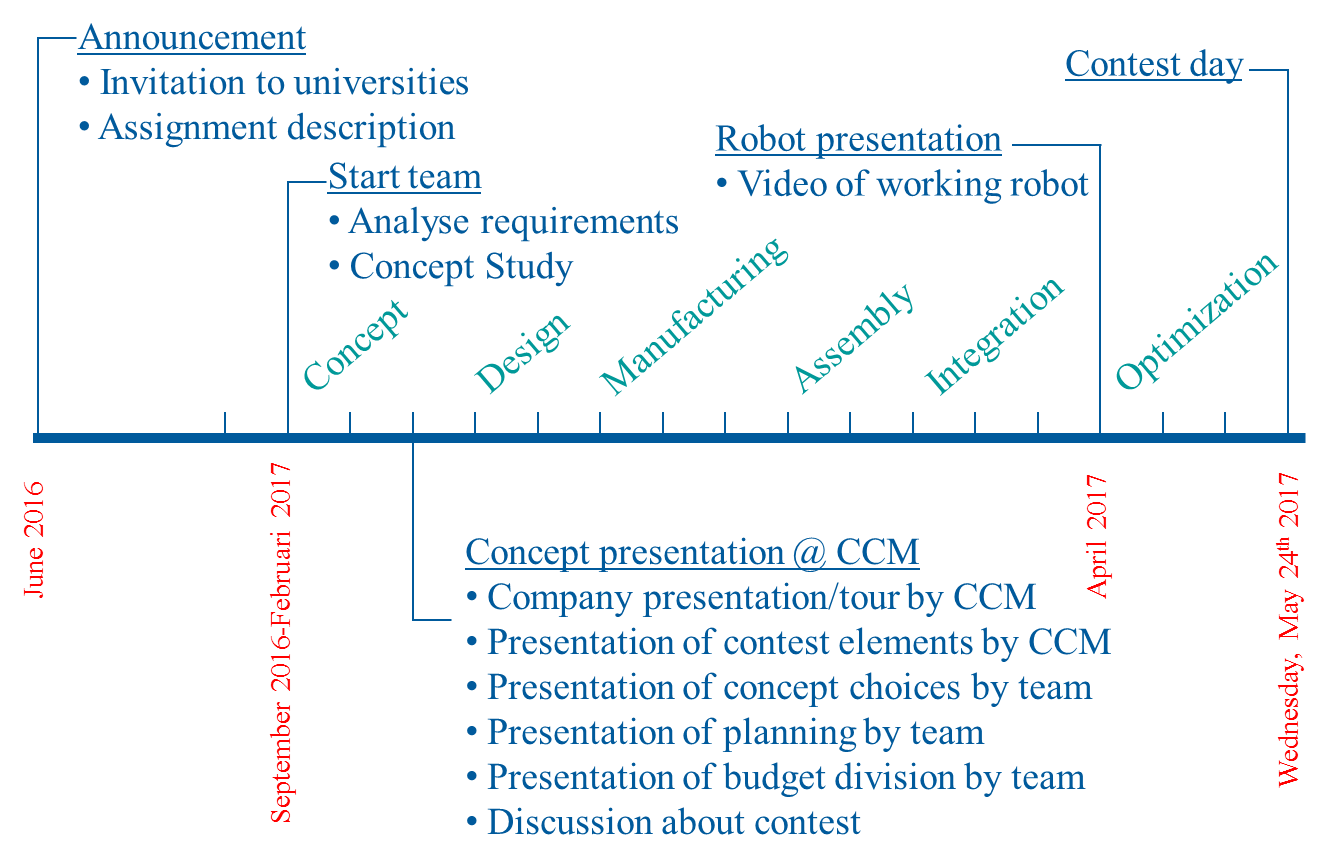 Announcement
• Invitation to universities
• Assignment description
Contest day
Robot presentation
• Video of working robot
Start team
• Analyse requirements
• Concept Study
Concept
Design
Manufacturing
Assembly
Integration
Optimization
June 2016
September 2016-Februari 2017
April 2017
Wednesday, May 24th 2017
Concept presentation @ CCM
• Company presentation/tour by CCM
• Presentation of contest elements by CCM
• Presentation of concept choices by team
• Presentation of planning by team
• Presentation of budget division by team
• Discussion about contest